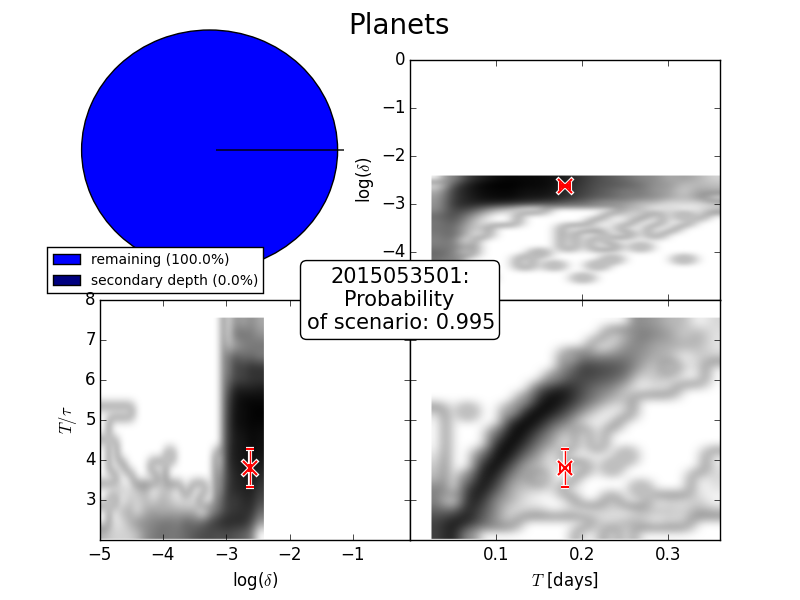 Planets
remaining (100.0%)
secondary depth (0.0%)
0
−1
−2
−3
−4
log(δ)
2015053501:
Probability
of scenario: 0.995
8
7
6
5
4
3
T/τ
−5
−4
−3
−2
−1
log(δ)
0.1
0.2
0.3
T [days]